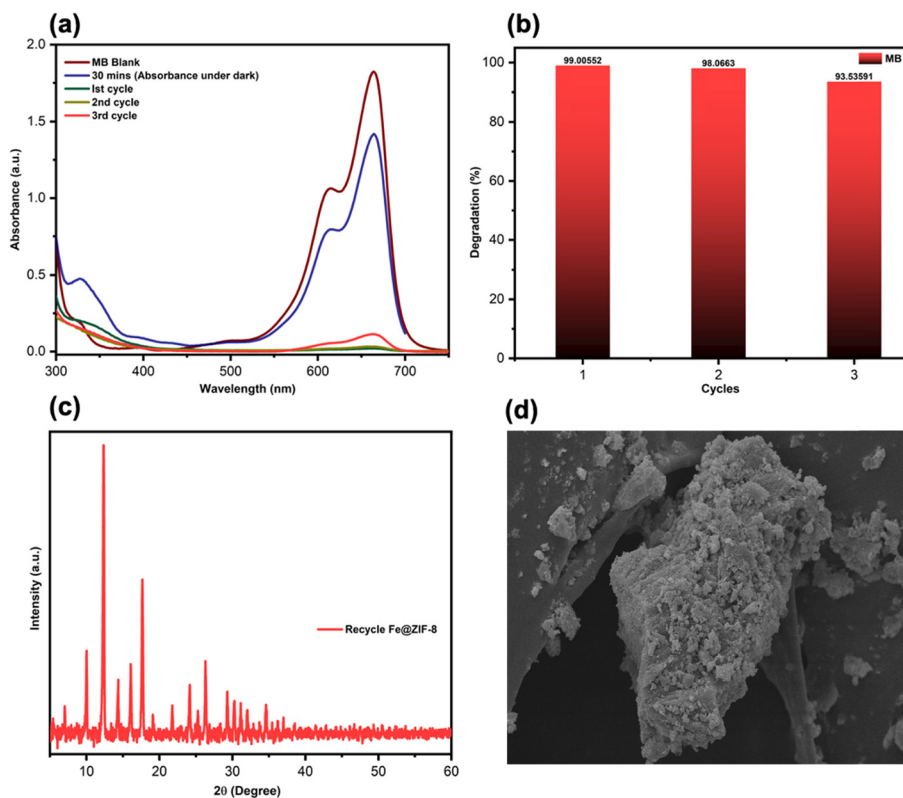 (a)
2.0
1.5
1.0
0.5
0.0
Absorbance (a.u.)
MB Blank
30 mins (Absorbance under dark)
Ist cycle
2nd cycle
3rd cycle
300
400
500
600
700
Wavelength (nm)
(b)
100
80
60
40
20
0
Degradation (%)
MB
99.00552
98.0663
93.53591
1
2
3
Cycles
(c)
Intensity (a.u.)
Recycle Fe@ZIF-8
10
20
30
40
50
60
2θ (Degree)
(d)